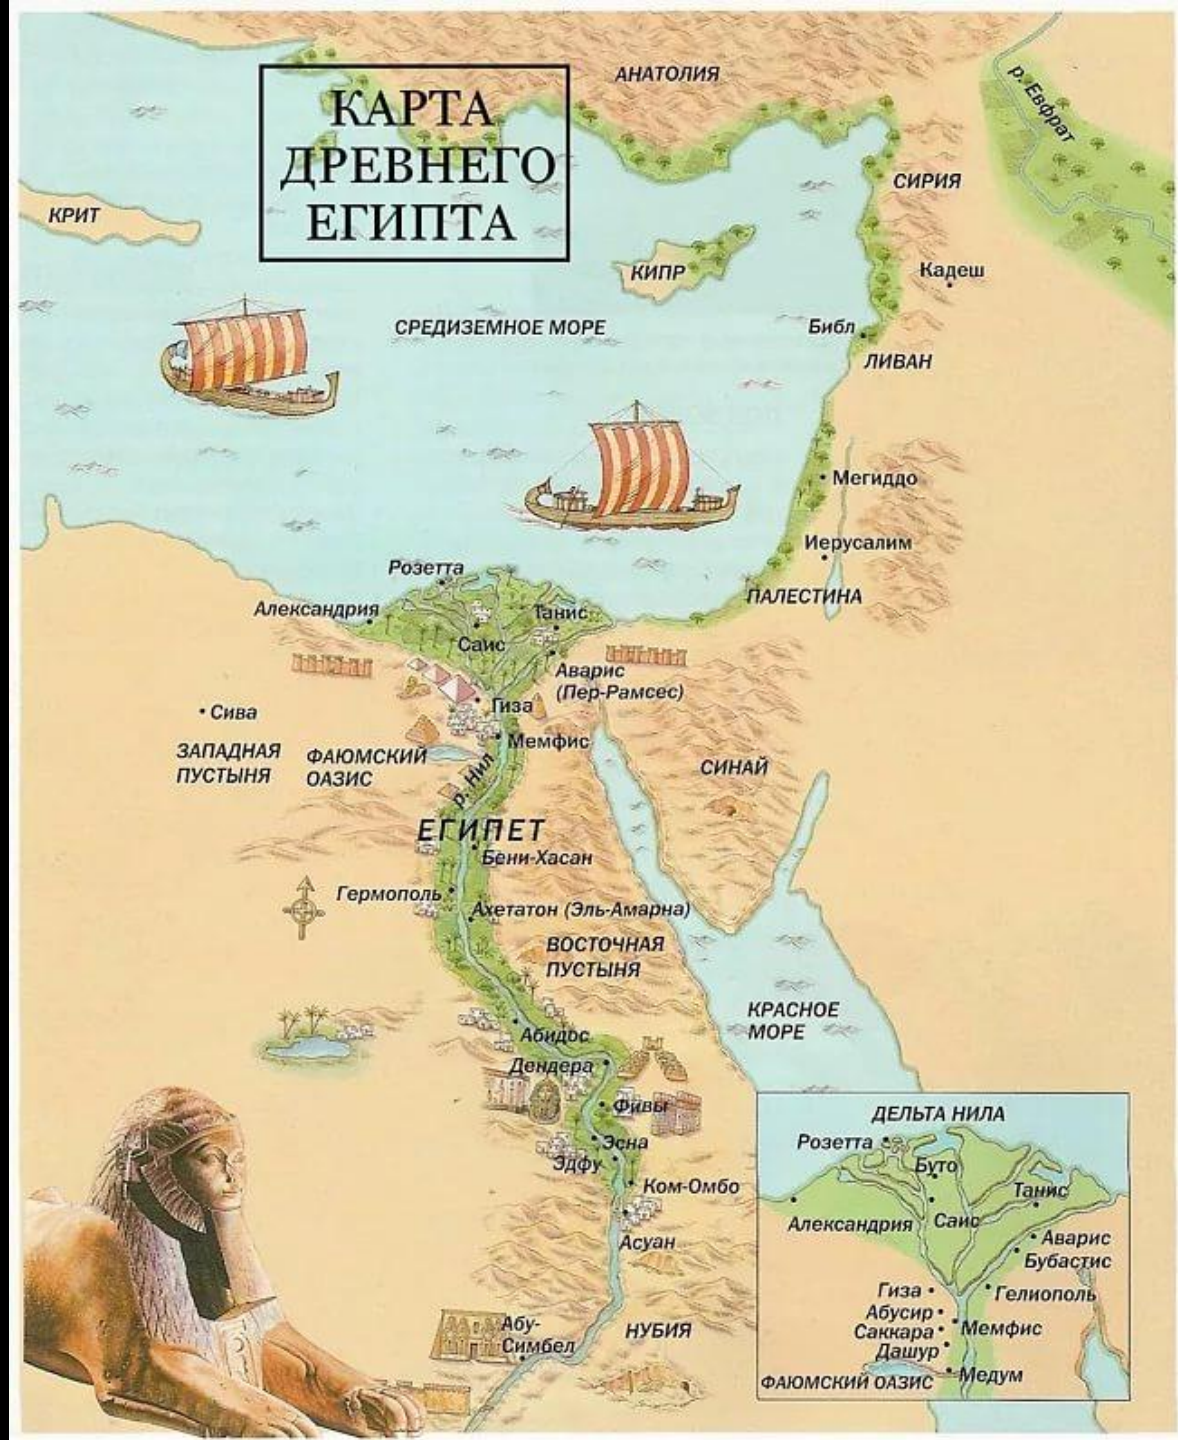 КАРТА
ДРЕВНЕГО
ЕГИПТА
АНАТОЛИЯ
р. Евфрат
СИРИЯ
КРИТ
КИПР
Кадеш
СРЕДИЗЕМНОЕ МОРЕ
Библ
ЛИВАН
Мегиддо
Иерусалим
ПАЛЕСТИНА
Розетта
Александрия
Танис
Саис
Аварис
(Пер-Рамсес)
Гиза
Сива
Мемфис
ЗАПАДНАЯ
ПУСТЫНЯ
ФАЮМСКИЙ
ОАЗИС
р. Нил
СИНАЙ
ЕГИПЕТ
Бени-Хасан
Гермополь
Ахетатон (Эль-Амарна)
ВОСТОЧНАЯ
ПУСТЫНЯ
КРАСНОЕ
МОРЕ
Абидос
Дендера
Фивы
Эсна
Эдфу
Ком-Омбо
Асуан
НУБИЯ
Абу-
Симбел
ДЕЛЬТА НИЛА
Розетта
Буто
Танис
Александрия
Саис
Аварис
Бубастис
Гиза
Гелиополь
Абусир
Саккара
Мемфис
Дашур
Медум
ФАЮМСКИЙ ОАЗИС